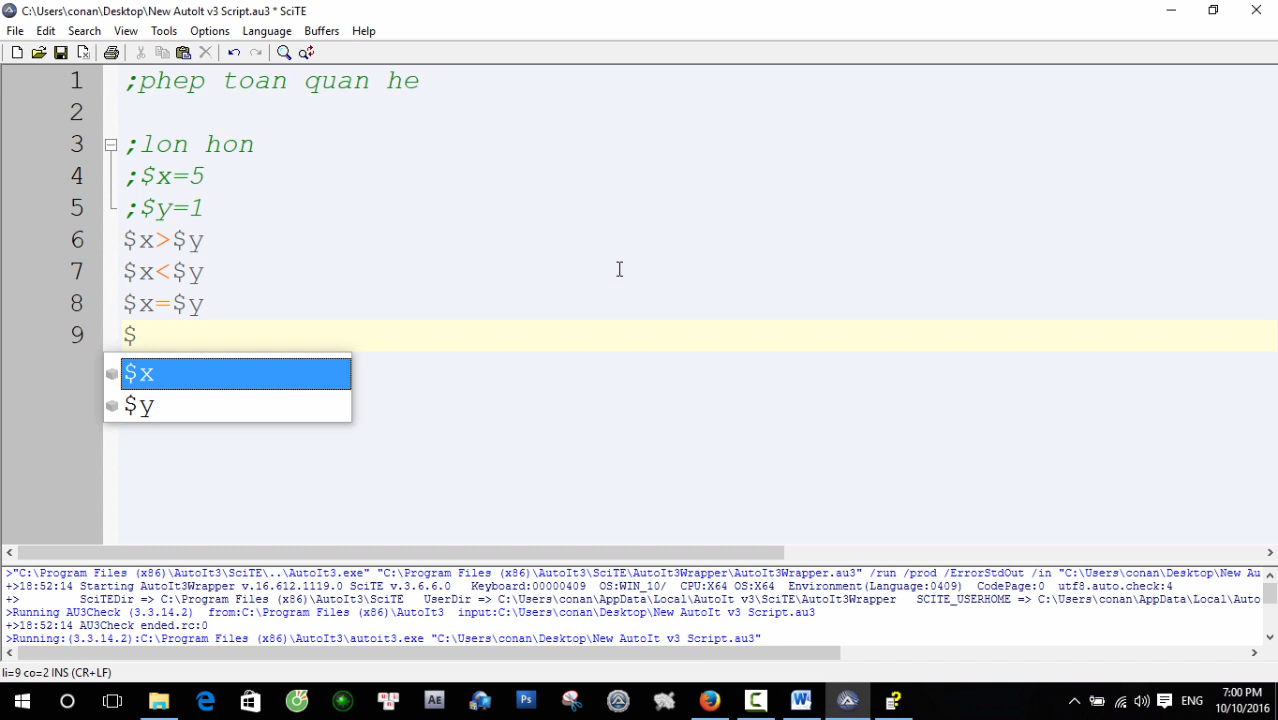 C:\Users\conan\Desktop\New AutoIt v3 Script.au3 * SciTE
File Edit Search View Tools Options Language Buffers Help
1 ;phep toan quan he
2
3 ;lon hon
4 ;$x=5
5 ;$y=1
6 $x>$y
7 $x<$y
8 $x=$y
9 $
$x
$y
>"C:\Program Files (x86)\AutoIt3\SciTE\..\AutoIt3.exe" "C:\Program Files (x86)\AutoIt3\SciTE\AutoIt3Wrapper\AutoIt3Wrapper.au3" /run /prod /ErrorStdOut /in "C:\Users\conan\Desktop\New Au
+>18:52:14 Starting AutoIt3Wrapper v.16.612.1119.0 SciTE v.3.6.6.0 Keyboard:00000409 OS:WIN_10/ CPU:X64 OS:X64 Environment(Language:0409) CodePage:0 utf8.auto.check:4
+> SciTEDir => C:\Program Files (x86)\AutoIt3\SciTE UserDir => C:\Users\conan\AppData\Local\AutoIt v3\SciTE\AutoIt3Wrapper SCITE_USERHOME => C:\Users\conan\AppData\Local\Auto
>Running AU3Check (3.3.14.2) from:C:\Program Files (x86)\AutoIt3 input:C:\Users\conan\Desktop\New AutoIt v3 Script.au3
+>18:52:14 AU3Check ended.rc:0
>Running:(3.3.14.2):C:\Program Files (x86)\AutoIt3\autoit3.exe "C:\Users\conan\Desktop\New AutoIt v3 Script.au3"
li=9 co=2 INS (CR+LF)
AE Ps ENG 7:00 PM
10/10/2016